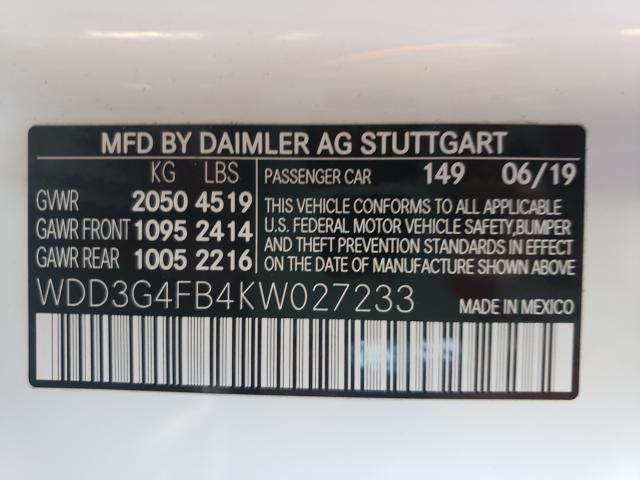 MFD BY DAIMLER AG STUTTGART
KG LBS
GVWR 2050 4519
GAWR FRONT 1095 2414
GAWR REAR 1005 2216
PASSENGER CAR 149 06/19
THIS VEHICLE CONFORMS TO ALL APPLICABLE
U.S. FEDERAL MOTOR VEHICLE SAFETY,BUMPER
AND THEFT PREVENTION STANDARDS IN EFFECT
ON THE DATE OF MANUFACTURE SHOWN ABOVE
WDD3G4FB4KW027233
MADE IN MEXICO